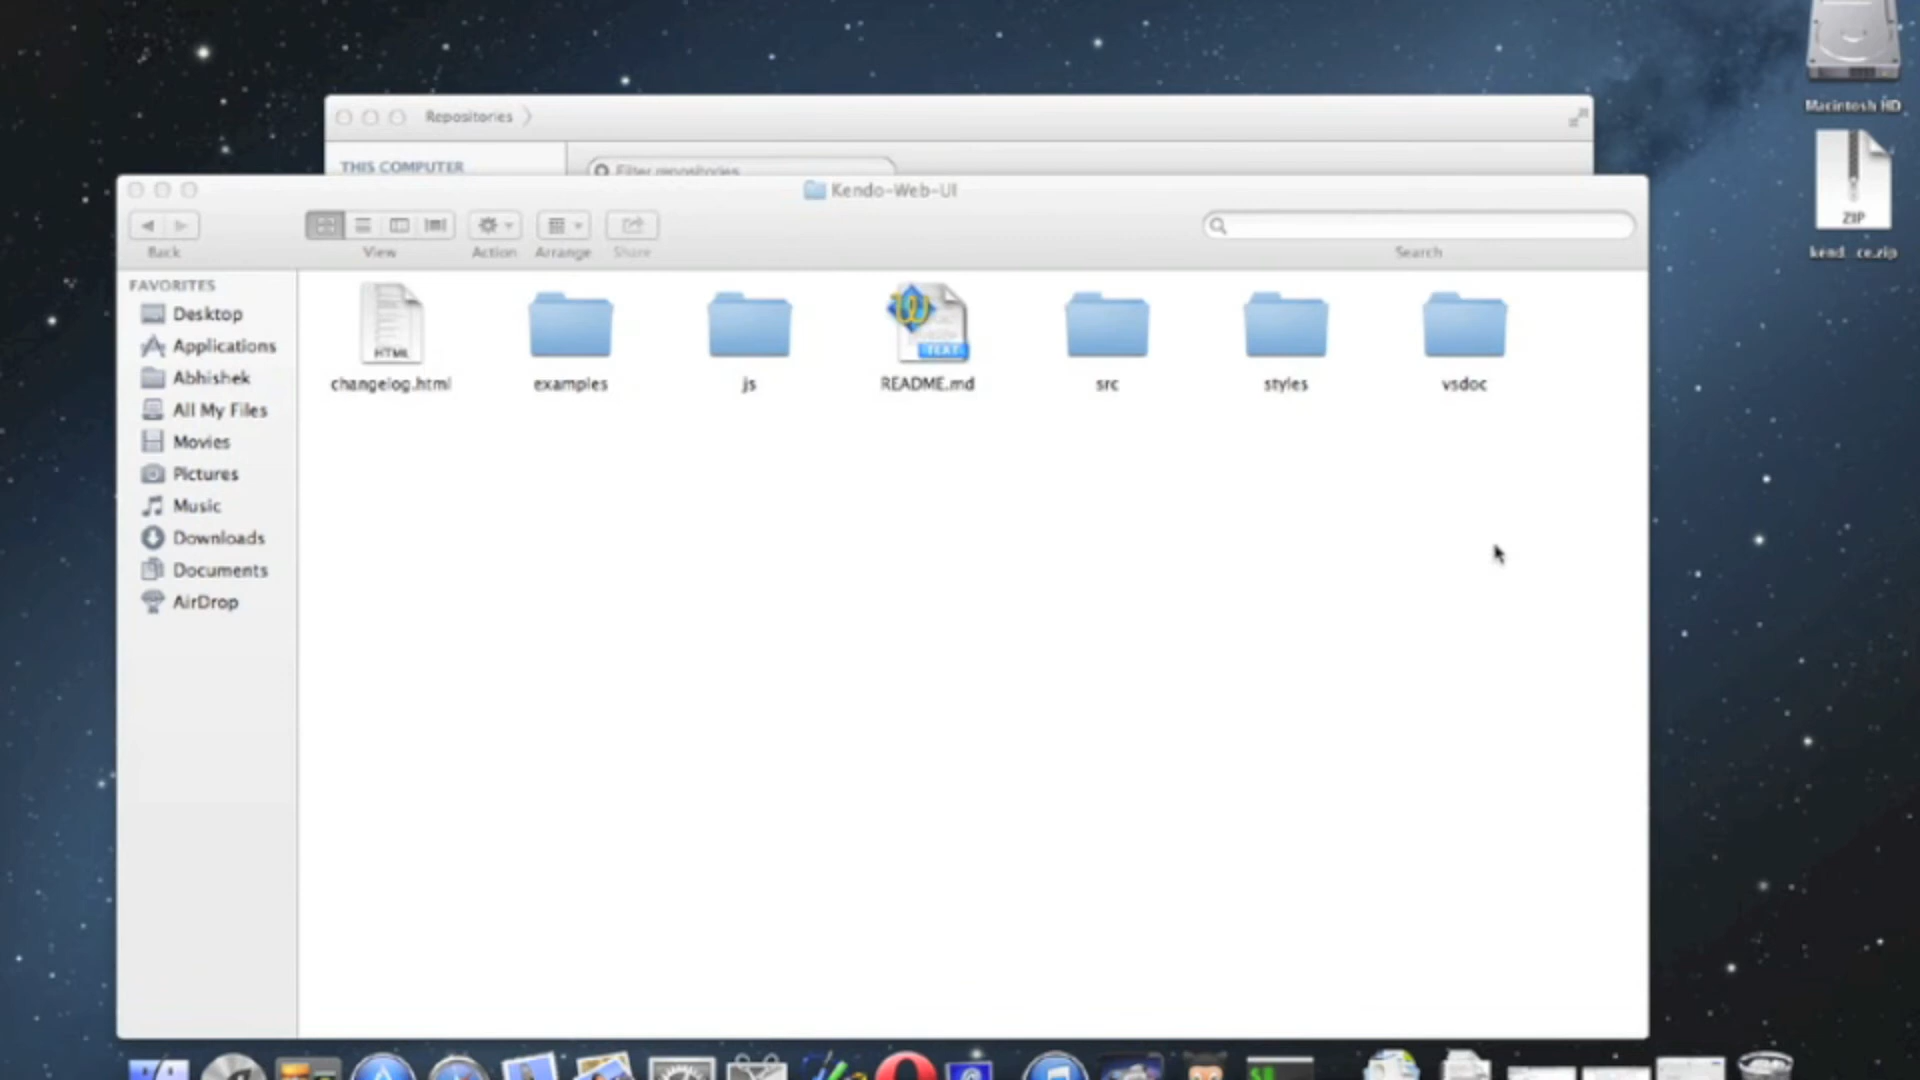 Macintosh HD
Repositories
THIS COMPUTER
Filter repositories
ZIP
kend...ce.zip
Kendo-Web-UI
Back
View
Action
Arrange
Share
Search
FAVORITES
Desktop
Applications
Abhishek
All My Files
Movies
Pictures
Music
Downloads
Documents
AirDrop
HTML
TEXT
changelog.html
examples
js
README.md
src
styles
vsdoc